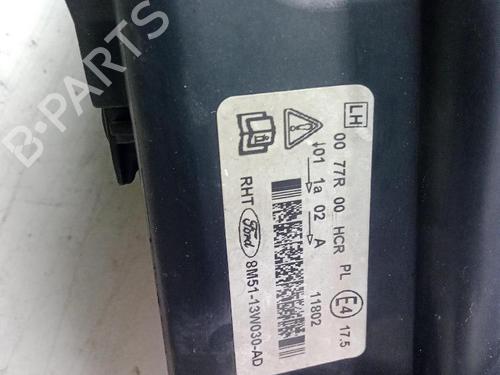 B-PARTS
LH
00 77R 00 HCR PL E4 17.5
01 1a 02 A
11802
RHT Ford 8M51-13W030-AD